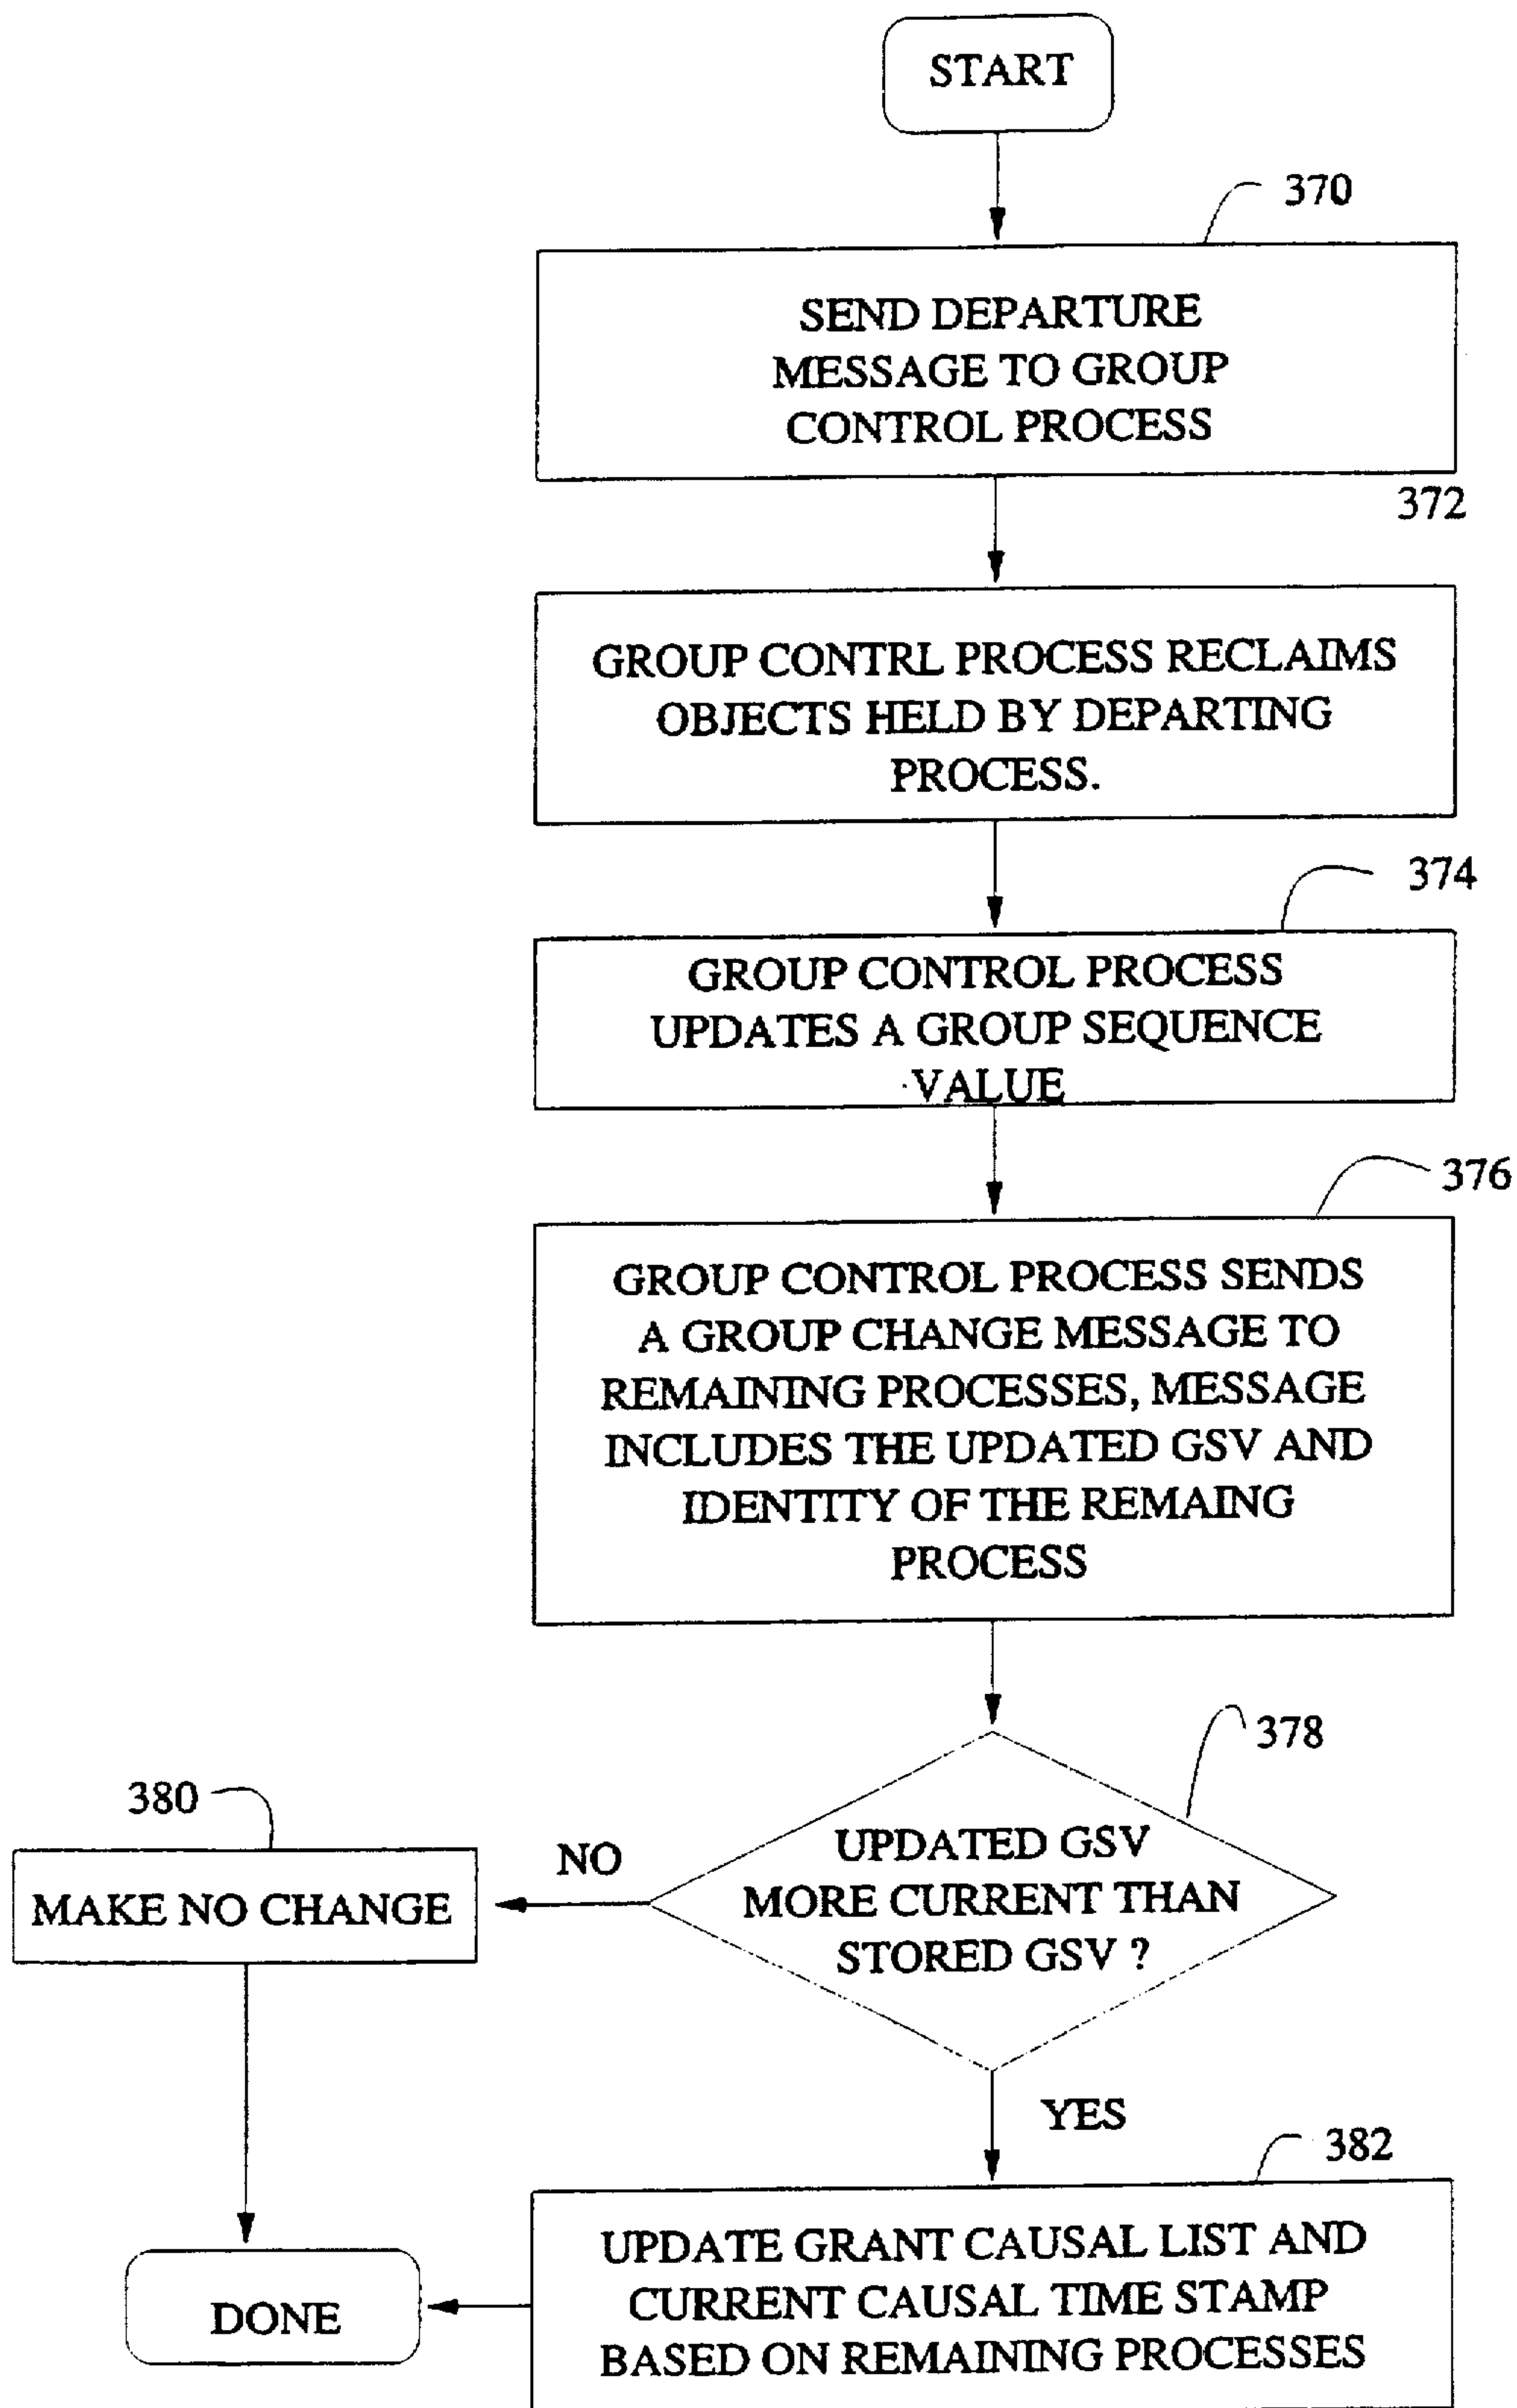 START
370
SEND DEPARTURE
MESSAGE TO GROUP
CONTROL PROCESS
372
GROUP CONTRL PROCESS RECLAIMS
OBJECTS HELD BY DEPARTING
PROCESS.
374
GROUP CONTROL PROCESS
UPDATES A GROUP SEQUENCE
VALUE
376
GROUP CONTROL PROCESS SENDS
A GROUP CHANGE MESSAGE TO
REMAINING PROCESSES, MESSAGE
INCLUDES THE UPDATED GSV AND
IDENTITY OF THE REMAING
PROCESS
378
UPDATED GSV
MORE CURRENT THAN
STORED GSV ?
NO
380
MAKE NO CHANGE
YES
382
UPDATE GRANT CAUSAL LIST AND
CURRENT CAUSAL TIME STAMP
BASED ON REMAINING PROCESSES
DONE